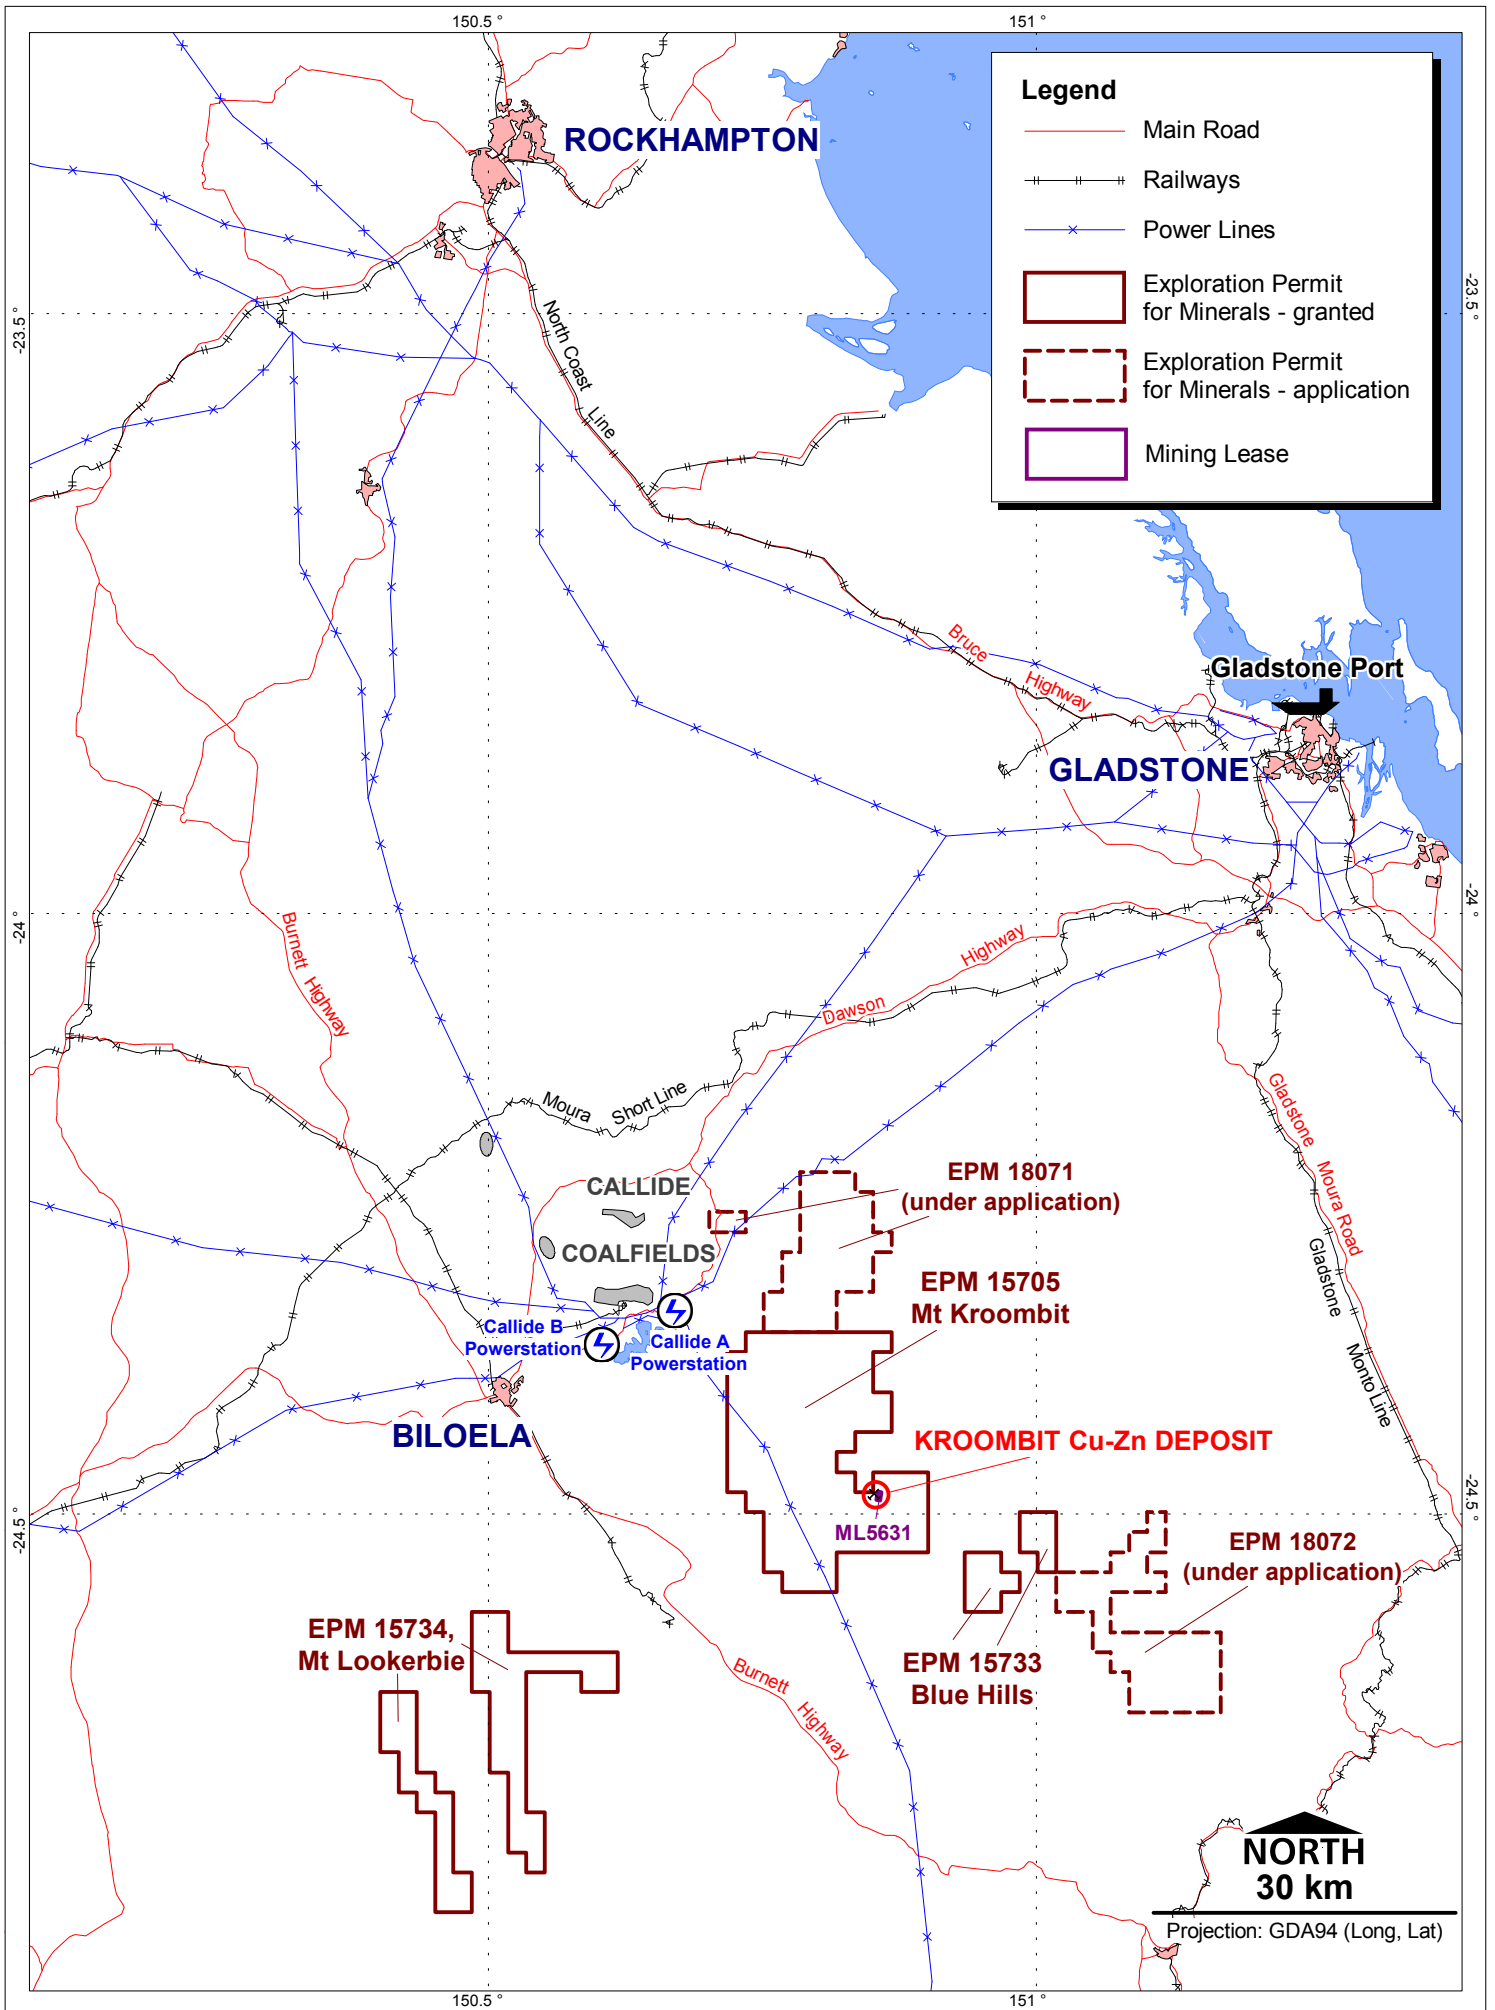 150.5 °
151 °
Legend
Main Road
Railways
Power Lines
Exploration Permit
for Minerals - granted
Exploration Permit
for Minerals - application
Mining Lease
ROCKHAMPTON
-23.5 °
-23.5 °
North Coast
Line
Bruce
Highway
Gladstone Port
GLADSTONE
-24 °
-24 °
Burnett Highway
Highway
Dawson
Moura Short Line
Gladstone Moura Road
Gladstone Monto Line
CALLIDE
COALFIELDS
EPM 18071
(under application)
EPM 15705
Mt Kroombit
Callide B
Powerstation
Callide A
Powerstation
BILOELA
KROOMBIT Cu-Zn DEPOSIT
ML5631
-24.5 °
-24.5 °
EPM 18072
(under application)
EPM 15734,
Mt Lookerbie
EPM 15733
Blue Hills
Burnett
Highway
NORTH
30 km
Projection: GDA94 (Long, Lat)
150.5 °
151 °